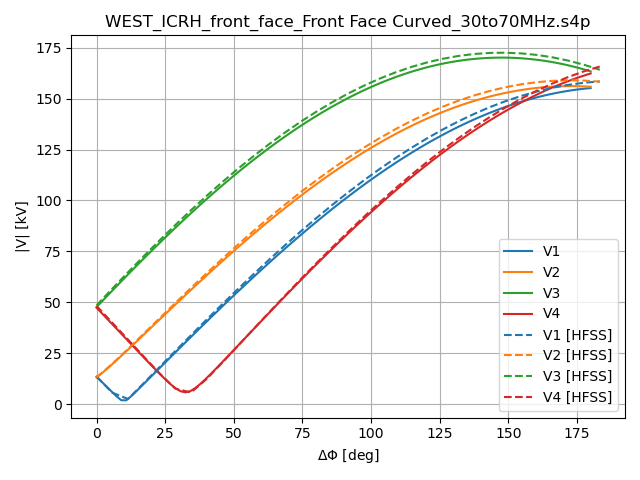 WEST_ICRH_front_face_Front Face Curved_30to70MHz.s4p
175
150
125
100
75
50
25
0
|V| [kV]
V1
V2
V3
V4
V1 [HFSS]
V2 [HFSS]
V3 [HFSS]
V4 [HFSS]
0 25 50 75 100 125 150 175
ΔΦ [deg]